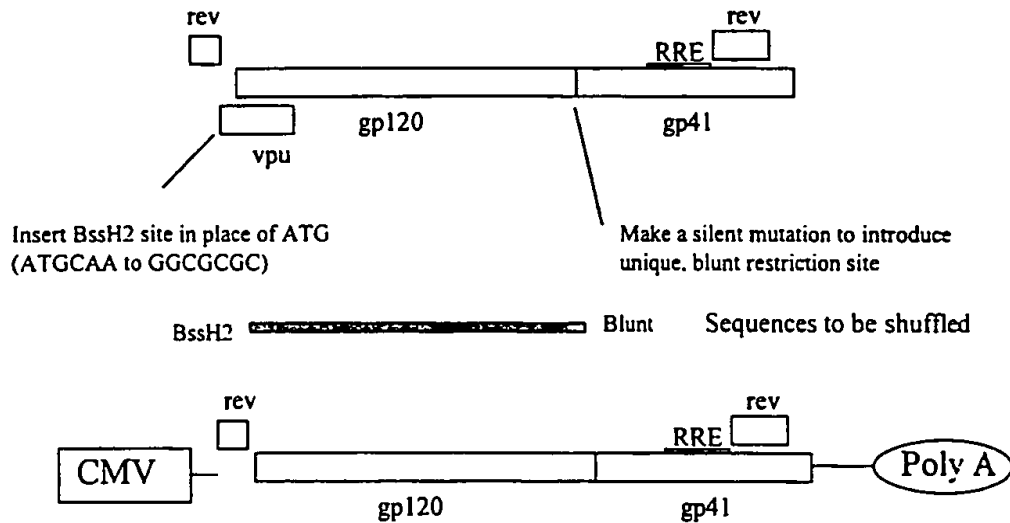 rev
rev
RRE
gp120
gp41
vpu
Insert BssH2 site in place of ATG
(ATGCAA to GGCGCGC)
Make a silent mutation to introduce
unique, blunt restriction site
BssH2
Blunt
Sequences to be shuffled
rev
rev
RRE
CMV
Poly A
gp120
gp41